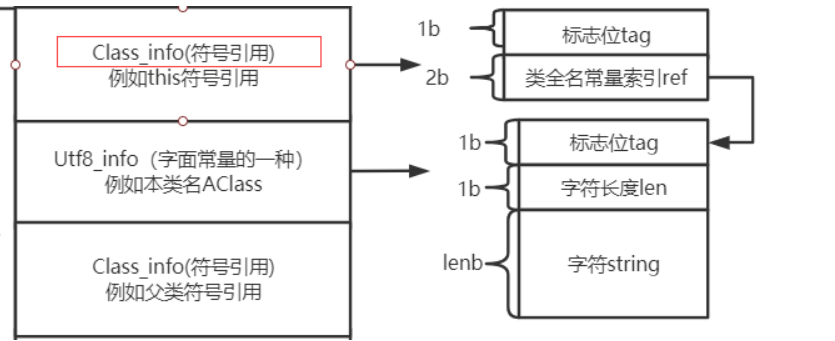 Class_info(符号引用)
例如this符号引用
1b
标志位tag
2b
类全名常量索引ref
Utf8_info（字面常量的一种）
例如本类名AClass
1b
标志位tag
1b
字符长度len
lenb
字符string
Class_info(符号引用)
例如父类符号引用